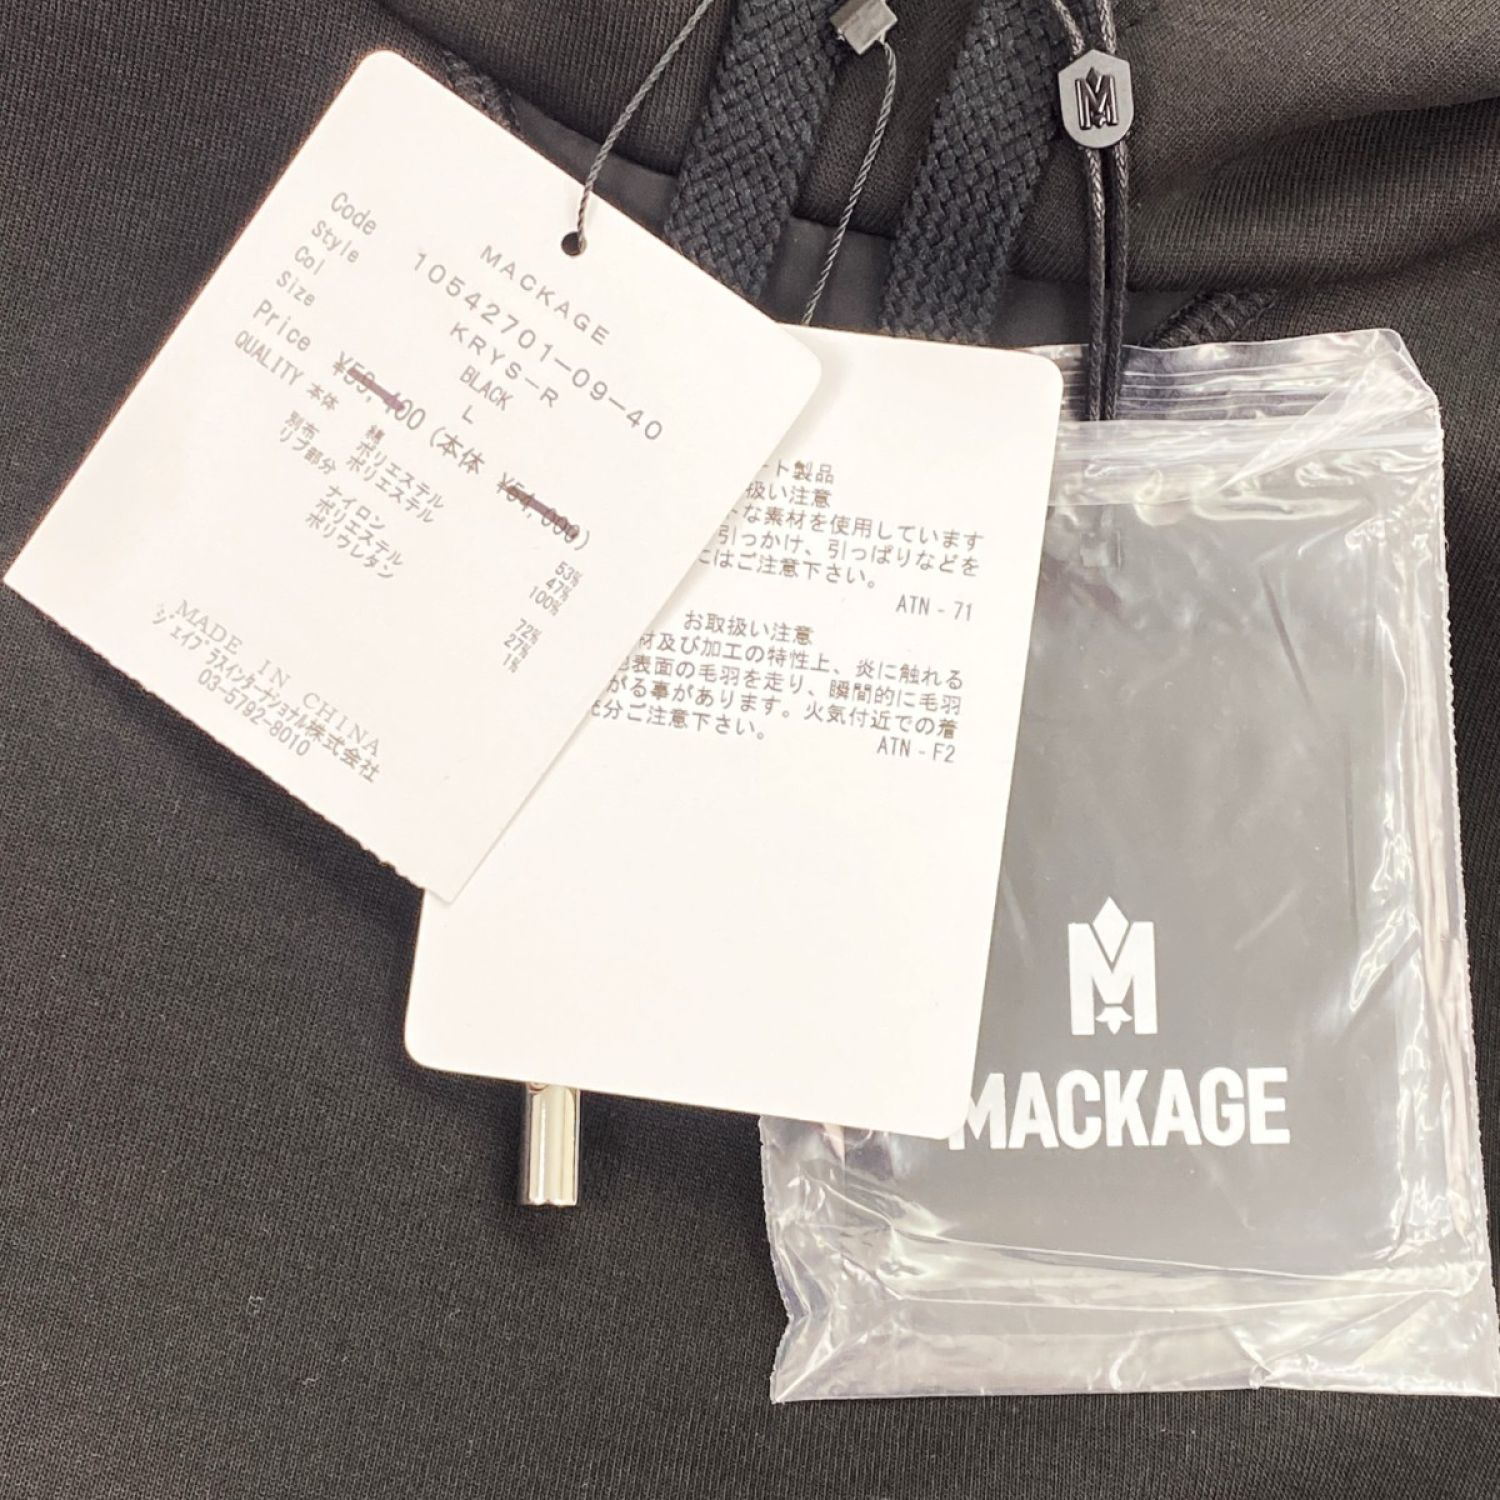 MACKAGE
Code 10542701-09-40
Style KRYS-R
Col BLACK
Size L
Price ¥59,400 (本体 ¥54,000)
QUALITY 本体 綿 53%
ポリエステル 47%
別布 ポリエステル 100%
リブ部分 ナイロン 72%
ポリエステル 27%
ポリウレタン 1%
MADE IN CHINA
ジェイプラスインターナショナル株式会社
03-5792-8010
ート製品
扱い注意
な素材を使用しています
引っかけ、引っぱりなどを
にはご注意下さい。
ATN-71
お取扱い注意
材及び加工の特性上、炎に触れる
表面の毛羽を走り、瞬間的に毛羽
がる事があります。火気付近での着
充分ご注意下さい。
ATN-F2
M
M
MACKAGE